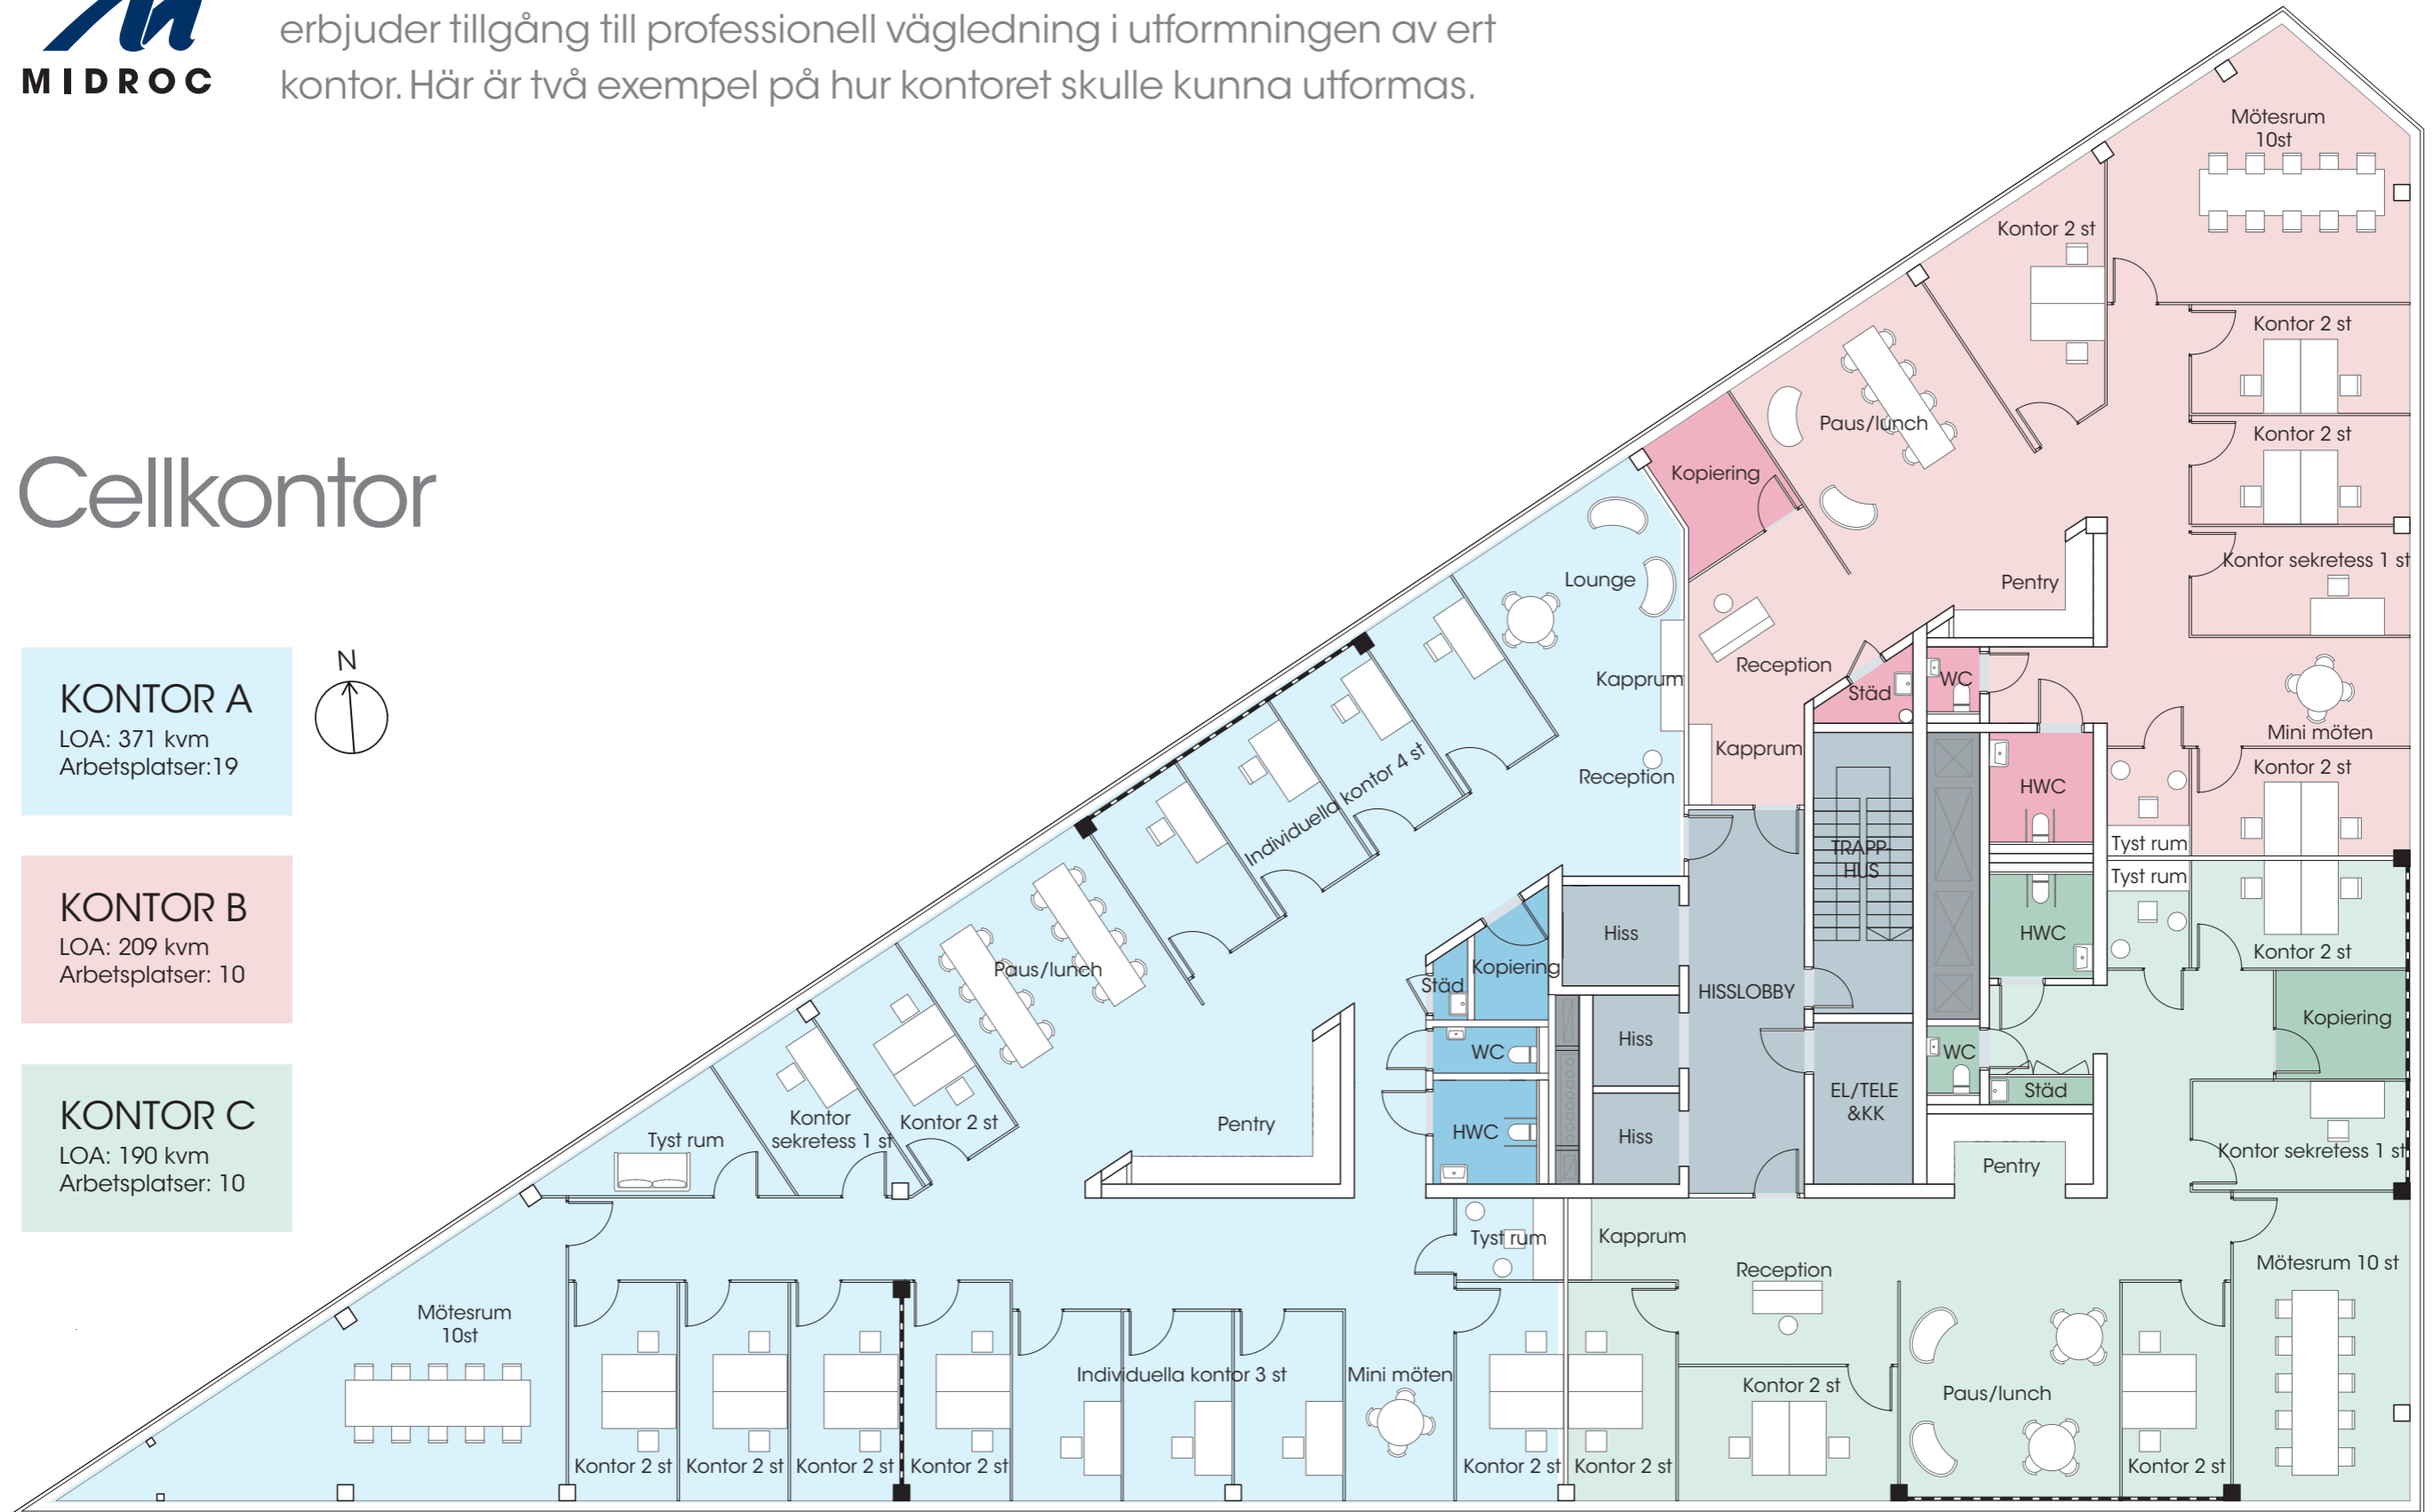 MIDROC
erbjuder tillgång till professionell vägledning i utformningen av ert
kontor. Här är två exempel på hur kontoret skulle kunna utformas.
Cellkontor
KONTOR A
LOA: 371 kvm
Arbetsplatser:19
N
KONTOR B
LOA: 209 kvm
Arbetsplatser: 10
KONTOR C
LOA: 190 kvm
Arbetsplatser: 10
Mötesrum
10st
Kontor 2 st
Kontor 2 st
Paus/lunch
Kontor 2 st
Kopiering
Kontor sekretess 1 st
Lounge
Pentry
Reception
Kapprum
Städ
WC
Mini möten
Kapprum
Reception
Kontor 2 st
HWC
Individuella kontor 4 st
TRAPP-
HUS
Tyst rum
Tyst rum
Hiss
HWC
Kontor 2 st
Paus/lunch
Kopiering
Städ
HISSLOBBY
Kopiering
Hiss
WC
WC
EL/TELE
&KK
Städ
Kontor
sekretess 1 st
Kontor 2 st
Tyst rum
Pentry
HWC
Hiss
Kontor sekretess 1 st
Pentry
Tyst rum
Kapprum
Reception
Mötesrum 10 st
Mötesrum
10st
Individuella kontor 3 st
Mini möten
Kontor 2 st
Paus/lunch
Kontor 2 st
Kontor 2 st
Kontor 2 st
Kontor 2 st
Kontor 2 st
Kontor 2 st
Kontor 2 st